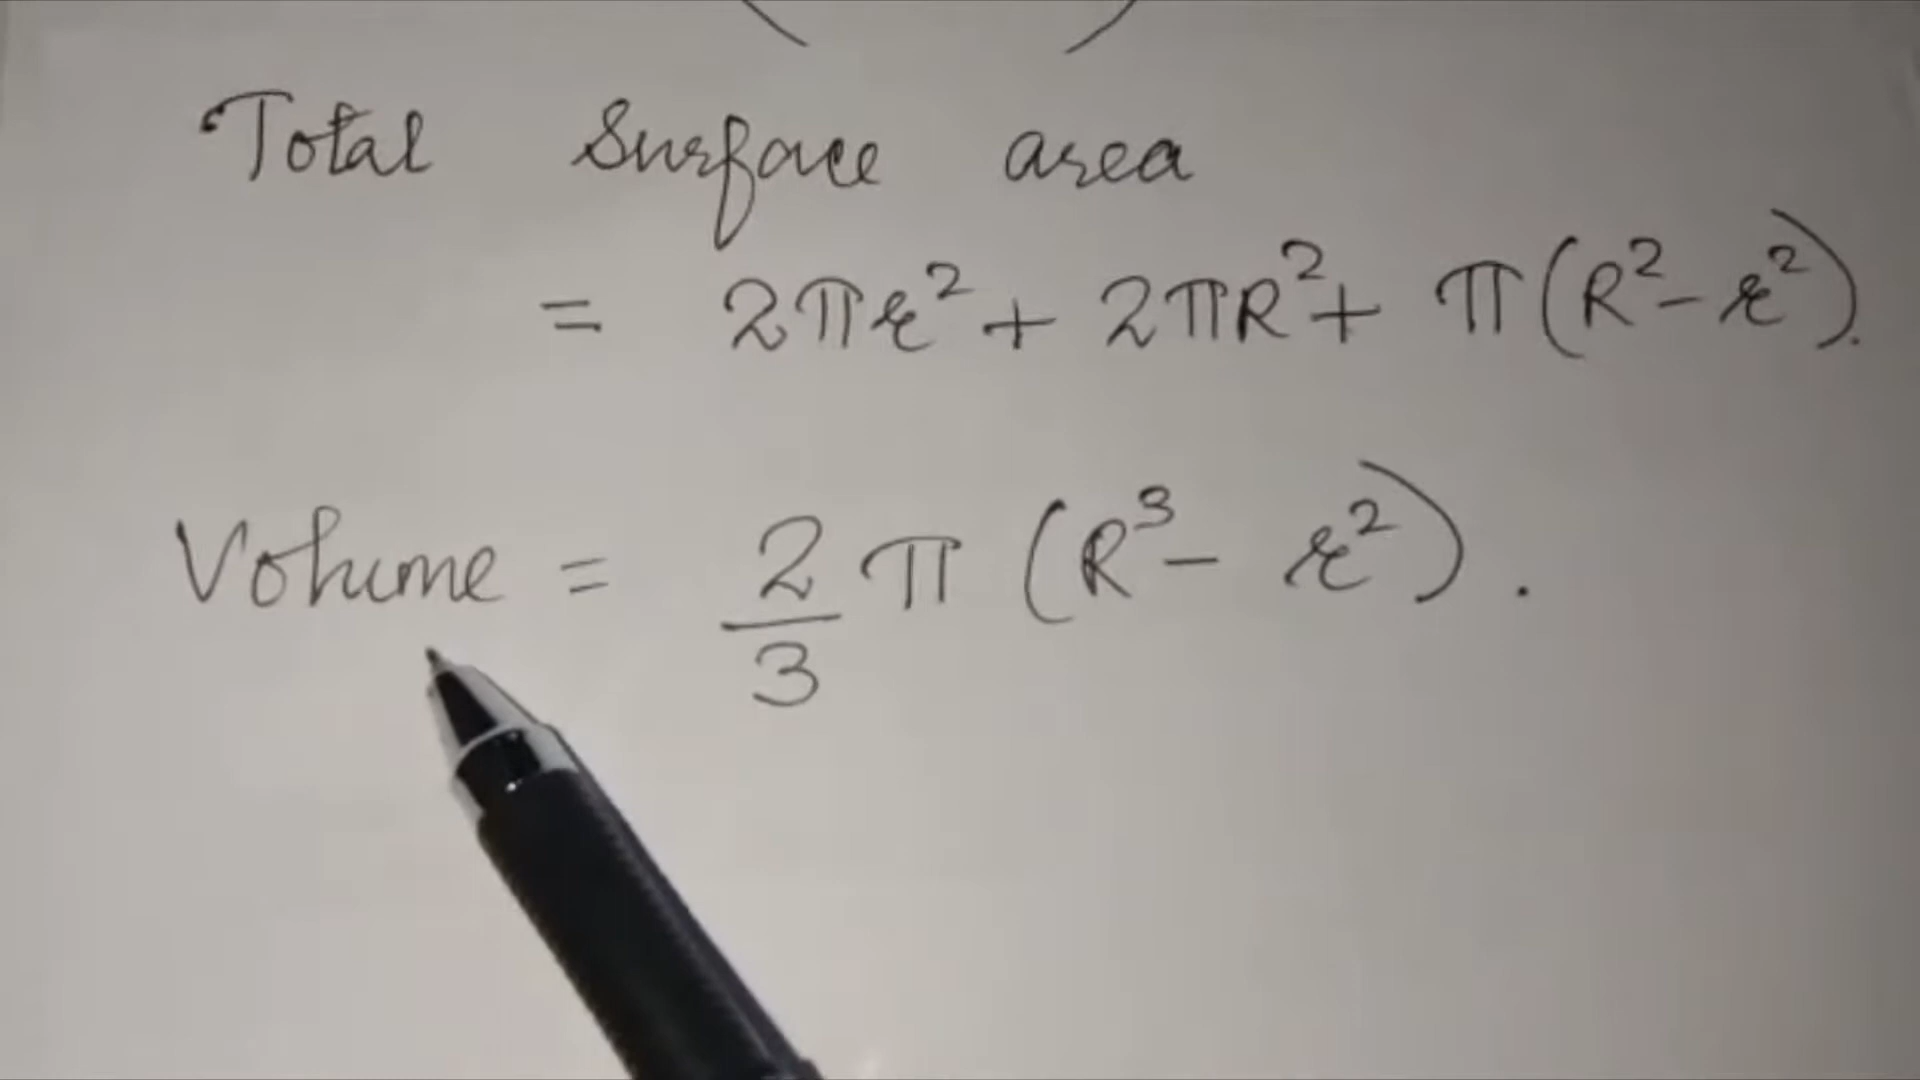 Total Surface area
= 2πr² + 2πR² + π(R² - r²).
Volume = 2/3 π (R³ - r²).